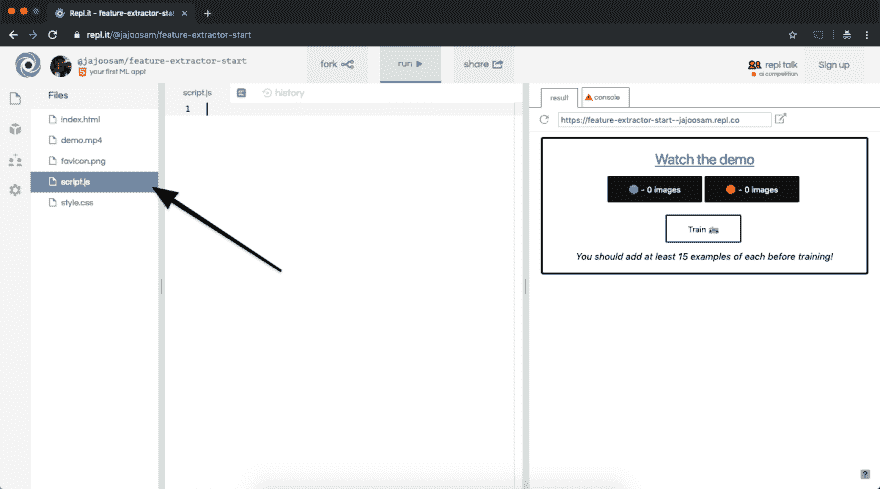 Repl.it - feature-extractor-star
repl.it/@jajoosam/feature-extractor-start
@jajoosam/feature-extractor-start
your first ML app!
fork
run
share
repl talk
ai competition
Sign up
Files
index.html
demo.mp4
favicon.png
script.js
style.css
script.js
history
1
result
console
https://feature-extractor-start--jajoosam.repl.co
Watch the demo
- 0 images
- 0 images
Train
You should add at least 15 examples of each before training!
?